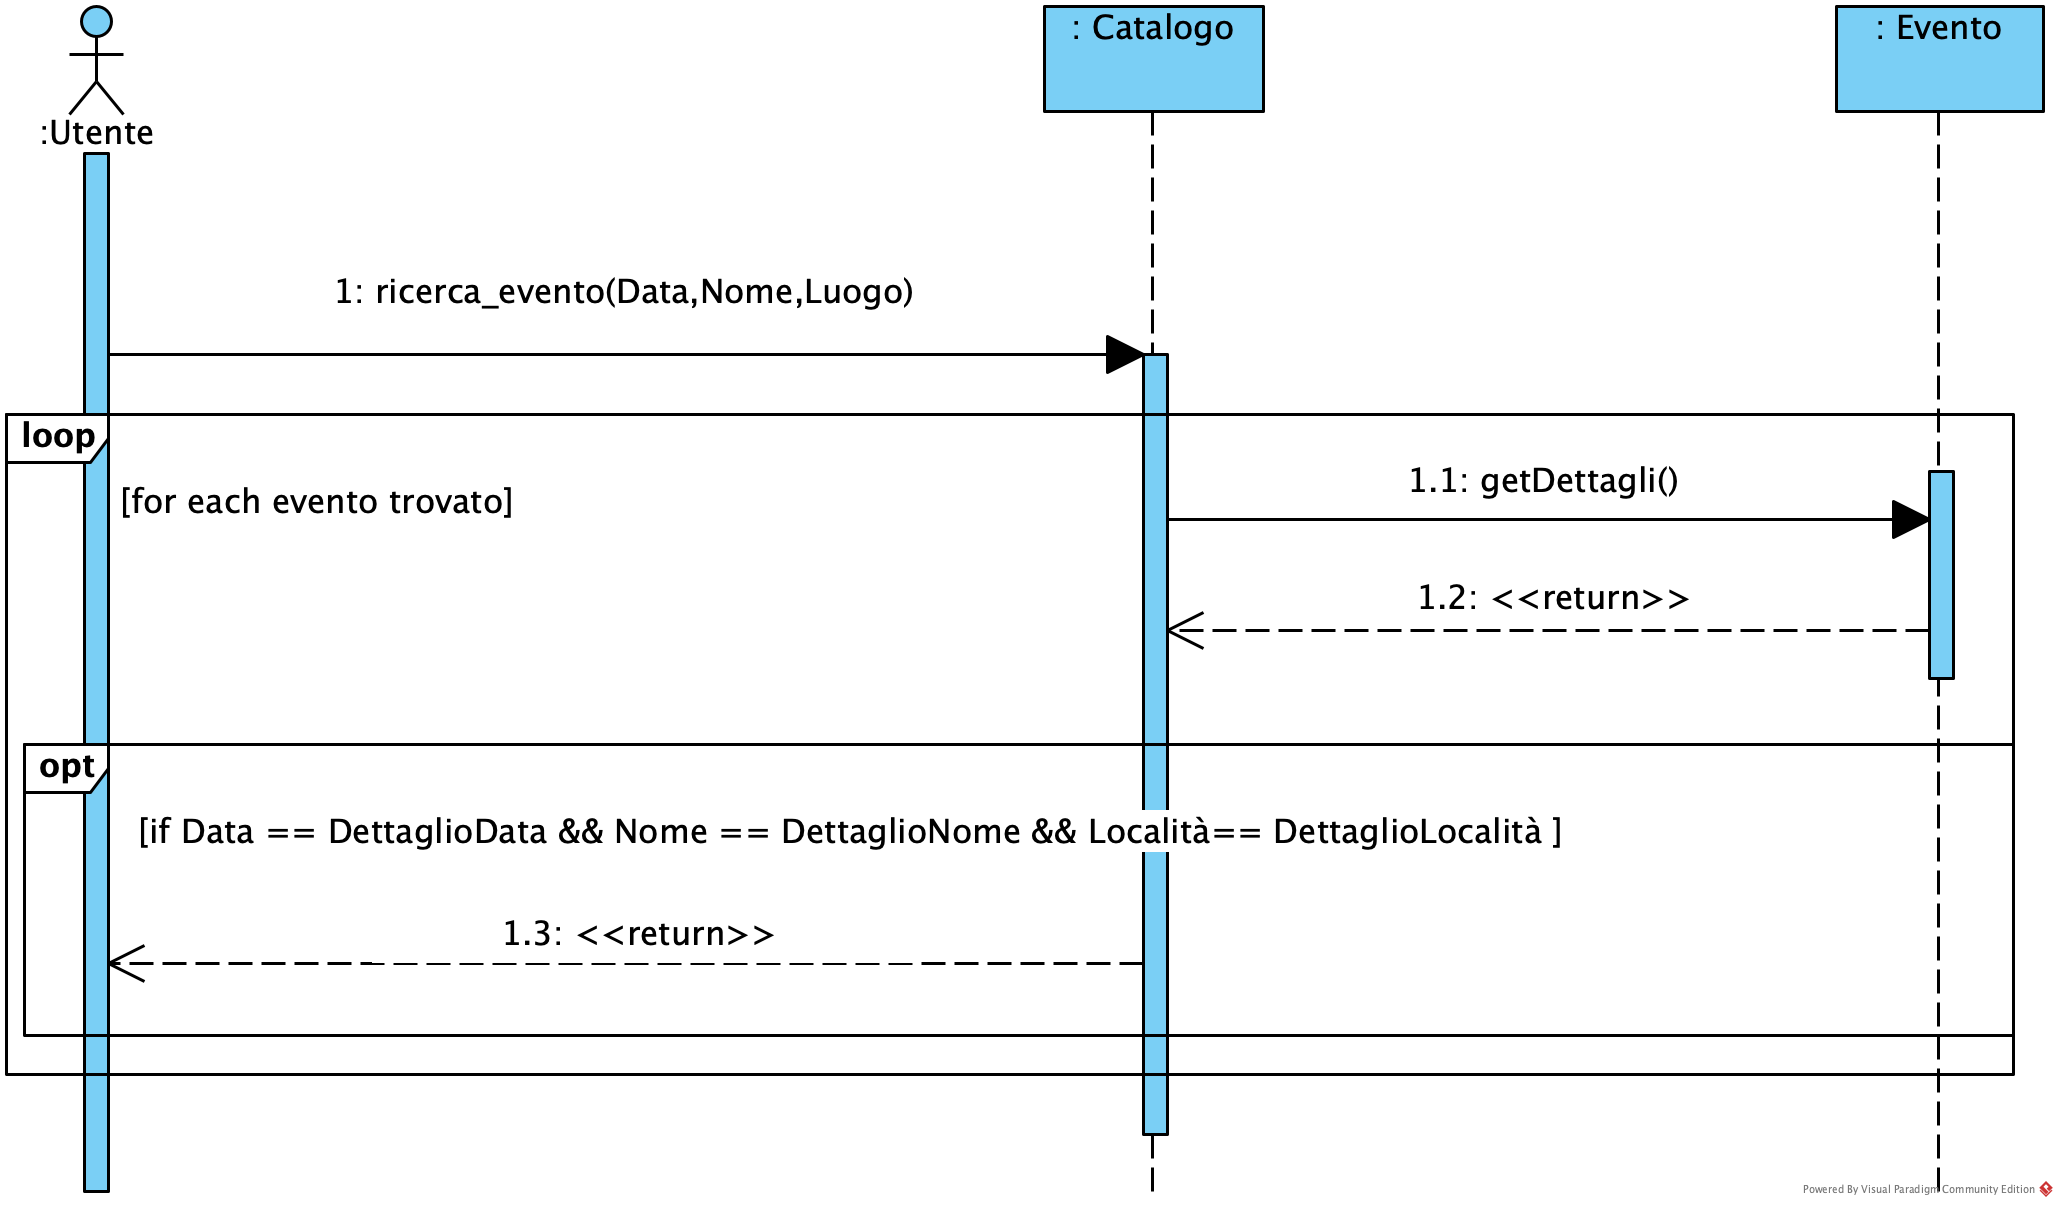 :Utente
: Catalogo
: Evento
1: ricerca_evento(Data,Nome,Luogo)
loop
[for each evento trovato]
1.1: getDettagli()
1.2: <<return>>
opt
[if Data == DettaglioData && Nome == DettaglioNome && Località== DettaglioLocalità ]
1.3: <<return>>
Powered By Visual Paradigm Community Edition